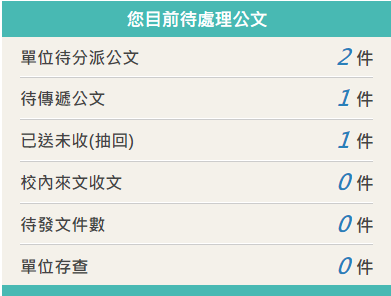 您目前待處理公文
單位待分派公文 2 件
待傳遞公文 1 件
已送未收(抽回) 1 件
校內來文收文 0 件
待發文件數 0 件
單位存查 0 件